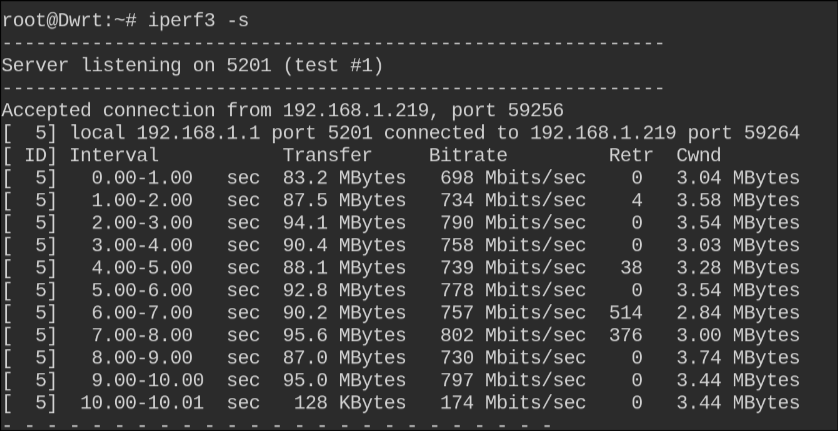 root@Dwrt:~# iperf3 -s
-----------------------------------------------------------
Server listening on 5201 (test #1)
-----------------------------------------------------------
Accepted connection from 192.168.1.219, port 59256
[  5] local 192.168.1.1 port 5201 connected to 192.168.1.219 port 59264
[ ID] Interval           Transfer     Bitrate         Retr  Cwnd
[  5]   0.00-1.00   sec  83.2 MBytes   698 Mbits/sec    0   3.04 MBytes
[  5]   1.00-2.00   sec  87.5 MBytes   734 Mbits/sec    4   3.58 MBytes
[  5]   2.00-3.00   sec  94.1 MBytes   790 Mbits/sec    0   3.54 MBytes
[  5]   3.00-4.00   sec  90.4 MBytes   758 Mbits/sec    0   3.03 MBytes
[  5]   4.00-5.00   sec  88.1 MBytes   739 Mbits/sec   38   3.28 MBytes
[  5]   5.00-6.00   sec  92.8 MBytes   778 Mbits/sec    0   3.54 MBytes
[  5]   6.00-7.00   sec  90.2 MBytes   757 Mbits/sec  514   2.84 MBytes
[  5]   7.00-8.00   sec  95.6 MBytes   802 Mbits/sec  376   3.00 MBytes
[  5]   8.00-9.00   sec  87.0 MBytes   730 Mbits/sec    0   3.74 MBytes
[  5]   9.00-10.00  sec  95.0 MBytes   797 Mbits/sec    0   3.44 MBytes
[  5]  10.00-10.01  sec   128 KBytes   174 Mbits/sec    0   3.44 MBytes
- - - - - - - - - - - - - - - - - - - - - - - - -